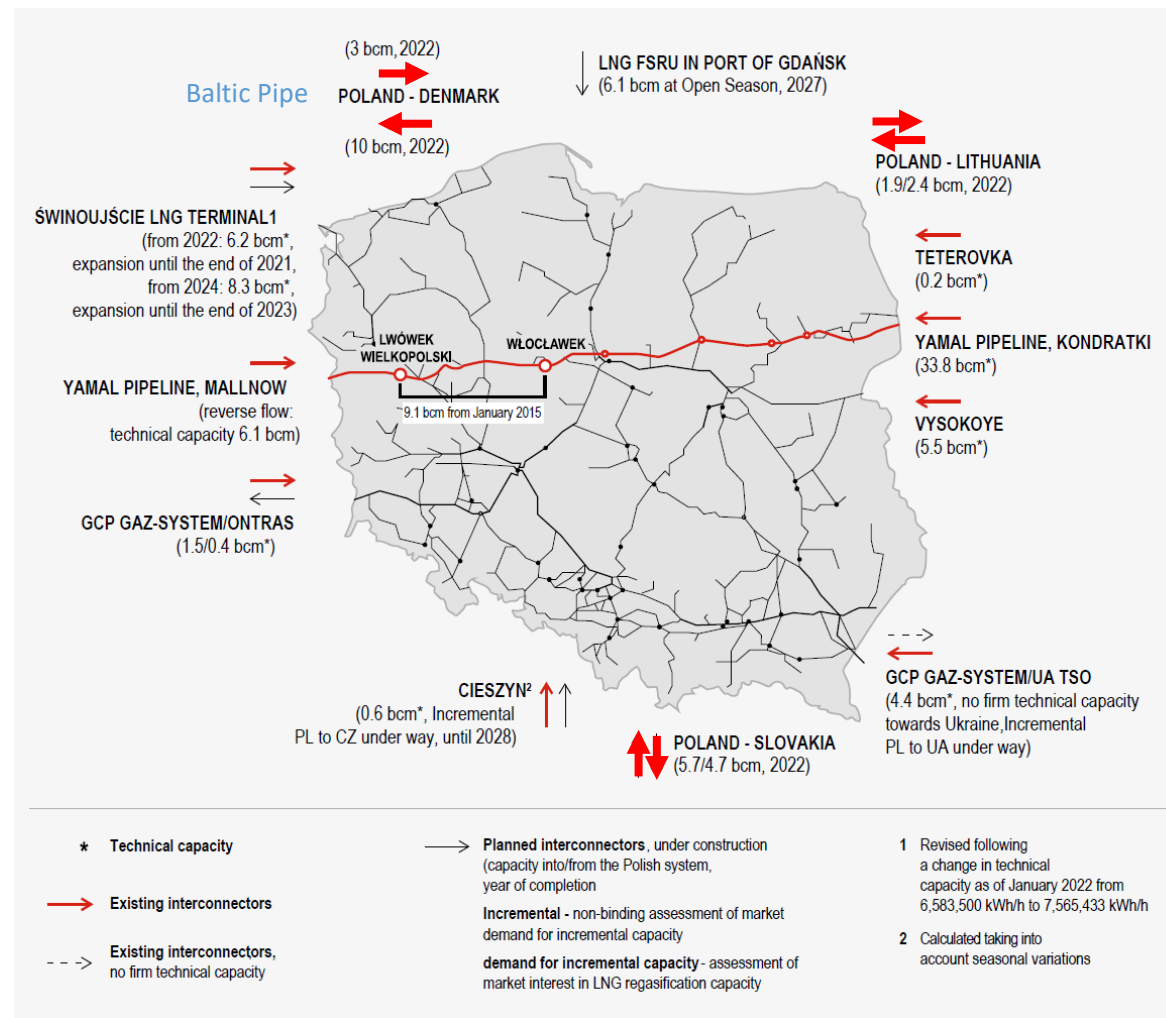 (3 bcm, 2022)
Baltic Pipe
POLAND - DENMARK
(10 bcm, 2022)
LNG FSRU IN PORT OF GDAŃSK
(6.1 bcm at Open Season, 2027)
POLAND - LITHUANIA
(1.9/2.4 bcm, 2022)
ŚWINOUJŚCIE LNG TERMINAL1
(from 2022: 6.2 bcm*,
expansion until the end of 2021,
from 2024: 8.3 bcm*,
expansion until the end of 2023)
TETEROVKA
(0.2 bcm*)
YAMAL PIPELINE, KONDRATKI
(33.8 bcm*)
VYSOKOYE
(5.5 bcm*)
LWÓWEK
WIELKOPOLSKI
WŁOCŁAWEK
9.1 bcm from January 2015
YAMAL PIPELINE, MALLNOW
(reverse flow:
technical capacity 6.1 bcm)
GCP GAZ-SYSTEM/ONTRAS
(1.5/0.4 bcm*)
GCP GAZ-SYSTEM/UA TSO
(4.4 bcm*, no firm technical capacity
towards Ukraine,Incremental
PL to UA under way)
CIESZYN²
(0.6 bcm*, Incremental
PL to CZ under way, until 2028)
POLAND - SLOVAKIA
(5.7/4.7 bcm, 2022)
* Technical capacity
Existing interconnectors
Existing interconnectors,
no firm technical capacity
Planned interconnectors , under construction
(capacity into/from the Polish system,
year of completion
Incremental - non-binding assessment of market
demand for incremental capacity
demand for incremental capacity - assessment of
market interest in LNG regasification capacity
1 Revised following
a change in technical
capacity as of January 2022 from
6,583,500 kWh/h to 7,565,433 kWh/h
2 Calculated taking into
account seasonal variations